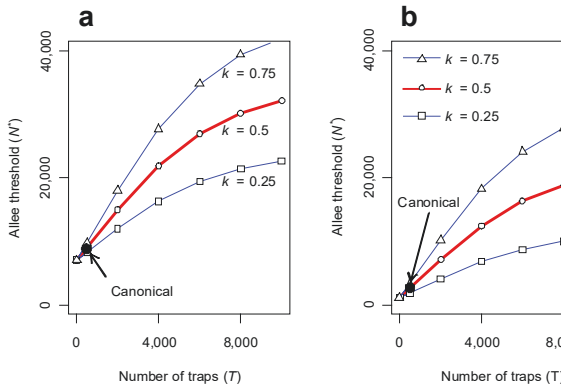 a
40,000
20,000
0
Allee threshold (N*)
k = 0.75
k = 0.5
k = 0.25
Canonical
0
4,000
8,000
Number of traps (T)
b
40,000
20,000
0
Allee threshold (N*)
k = 0.75
k = 0.5
k = 0.25
Canonical
0
4,000
Number of traps (T)